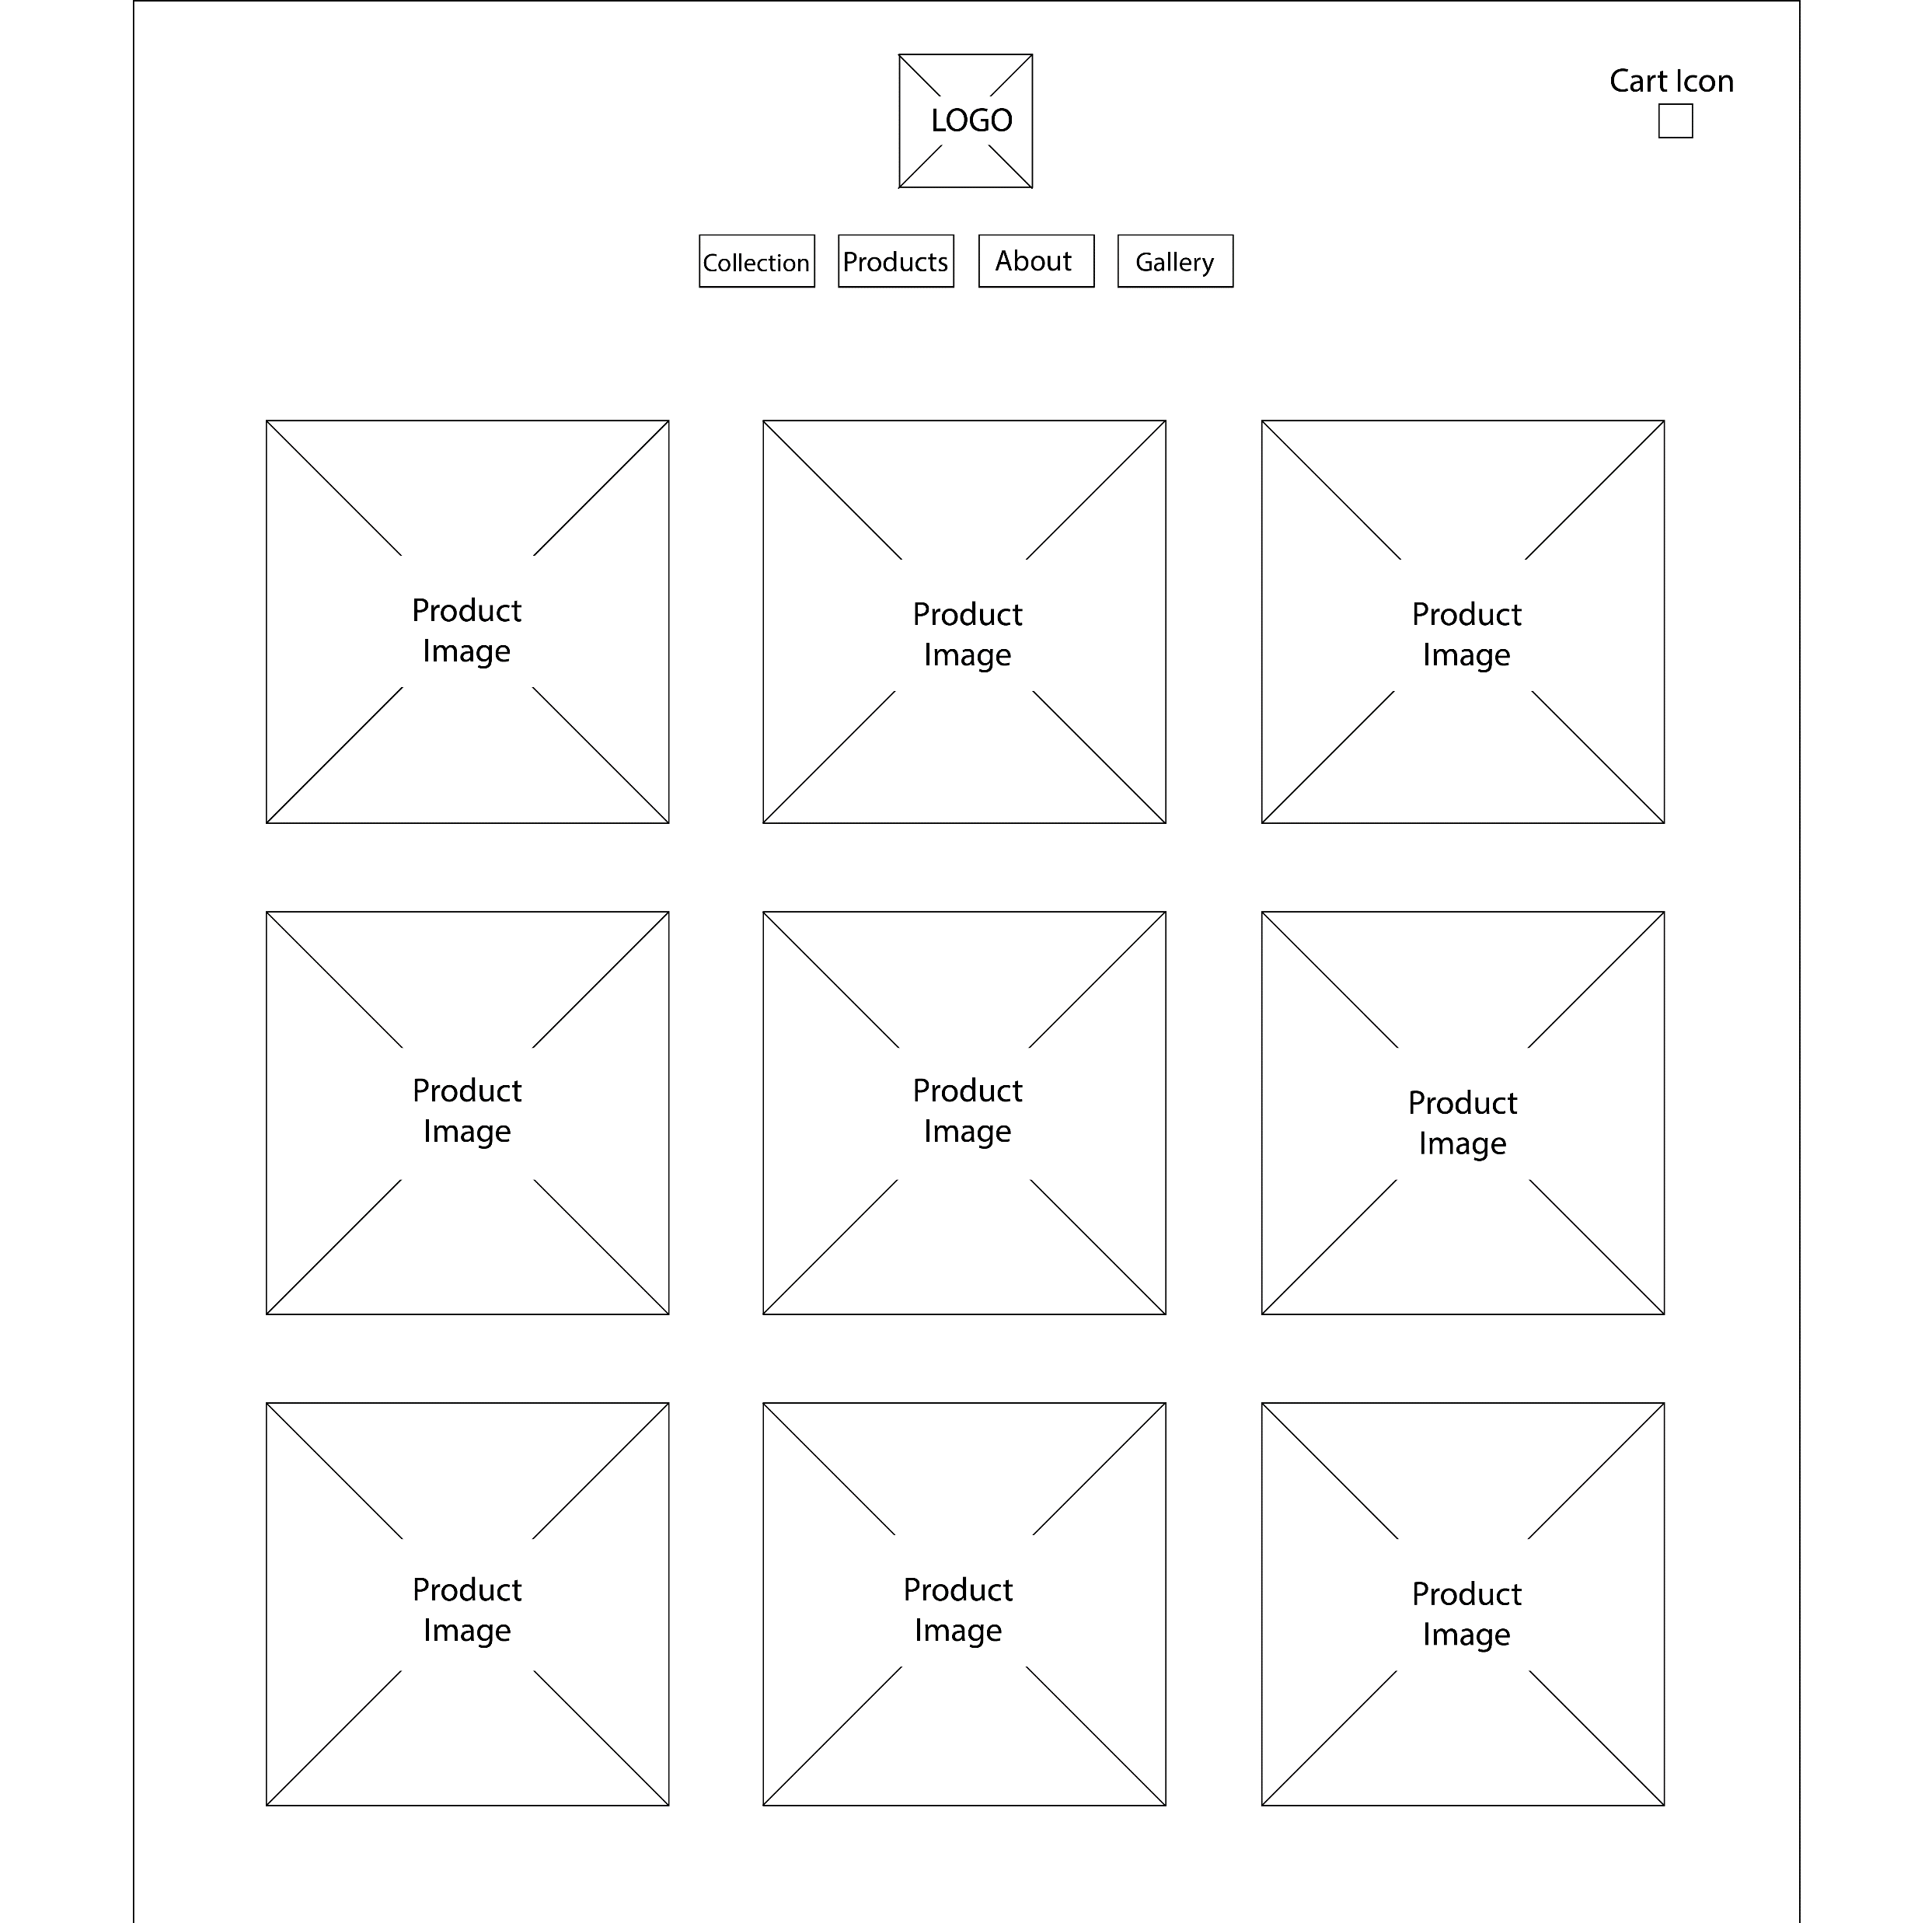 Cart Icon
LOGO
Collection
Products
About
Gallery
Product
Image
Product
Image
Product
Image
Product
Image
Product
Image
Product
Image
Product
Image
Product
Image
Product
Image